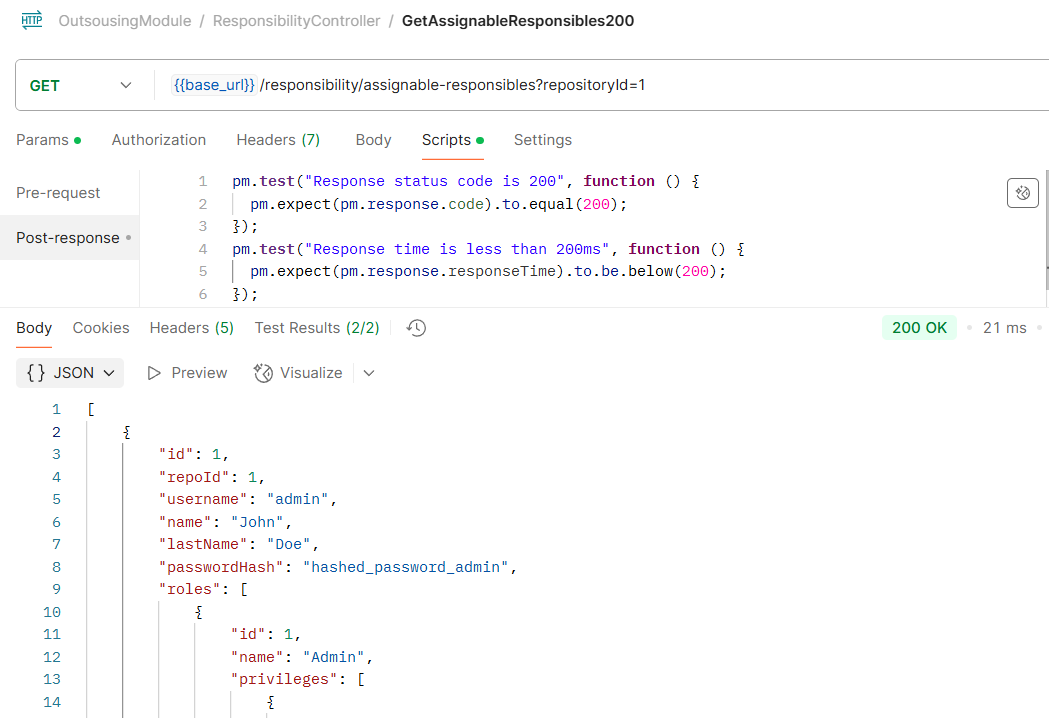 HTTP OutsousingModule / ResponsibilityController / GetAssignableResponsibles200
GET {{base_url}} /responsibility/assignable-responsibles?repositoryId=1
Params Authorization Headers (7) Body Scripts Settings
Pre-request
Post-response
1 pm.test("Response status code is 200", function () {
2 pm.expect(pm.response.code).to.equal(200);
3 });
4 pm.test("Response time is less than 200ms", function () {
5 pm.expect(pm.response.responseTime).to.be.below(200);
6 });
Body Cookies Headers (5) Test Results (2/2) 200 OK 21 ms
{} JSON Preview Visualize
1 [
2 {
3 "id": 1,
4 "repoId": 1,
5 "username": "admin",
6 "name": "John",
7 "lastName": "Doe",
8 "passwordHash": "hashed_password_admin",
9 "roles": [
10 {
11 "id": 1,
12 "name": "Admin",
13 "privileges": [
14 {